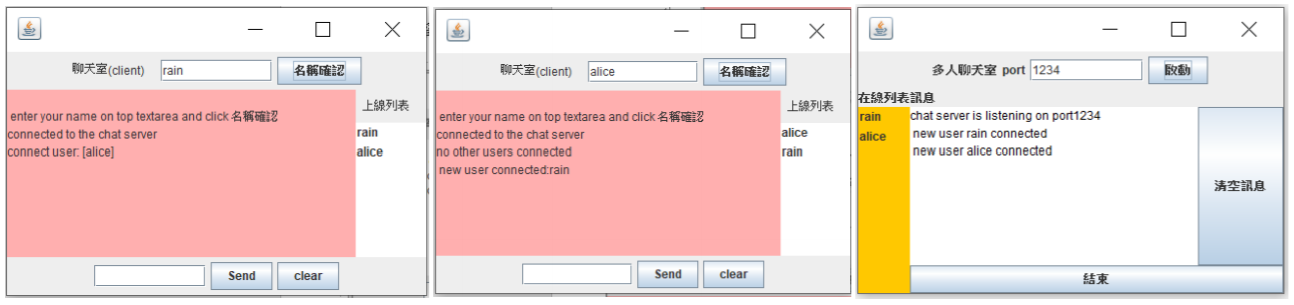 聊天室(client) rain 名稱確認
enter your name on top textarea and click 名稱確認
connected to the chat server
connect user: [alice]
上線列表
rain
alice
Send clear
聊天室(client) alice 名稱確認
enter your name on top textarea and click 名稱確認
connected to the chat server
no other users connected
new user connected:rain
上線列表
alice
rain
Send clear
多人聊天室 port 1234 啟動
在線列表 訊息
rain
alice
chat server is listening on port1234
new user rain connected
new user alice connected
清空訊息
結束